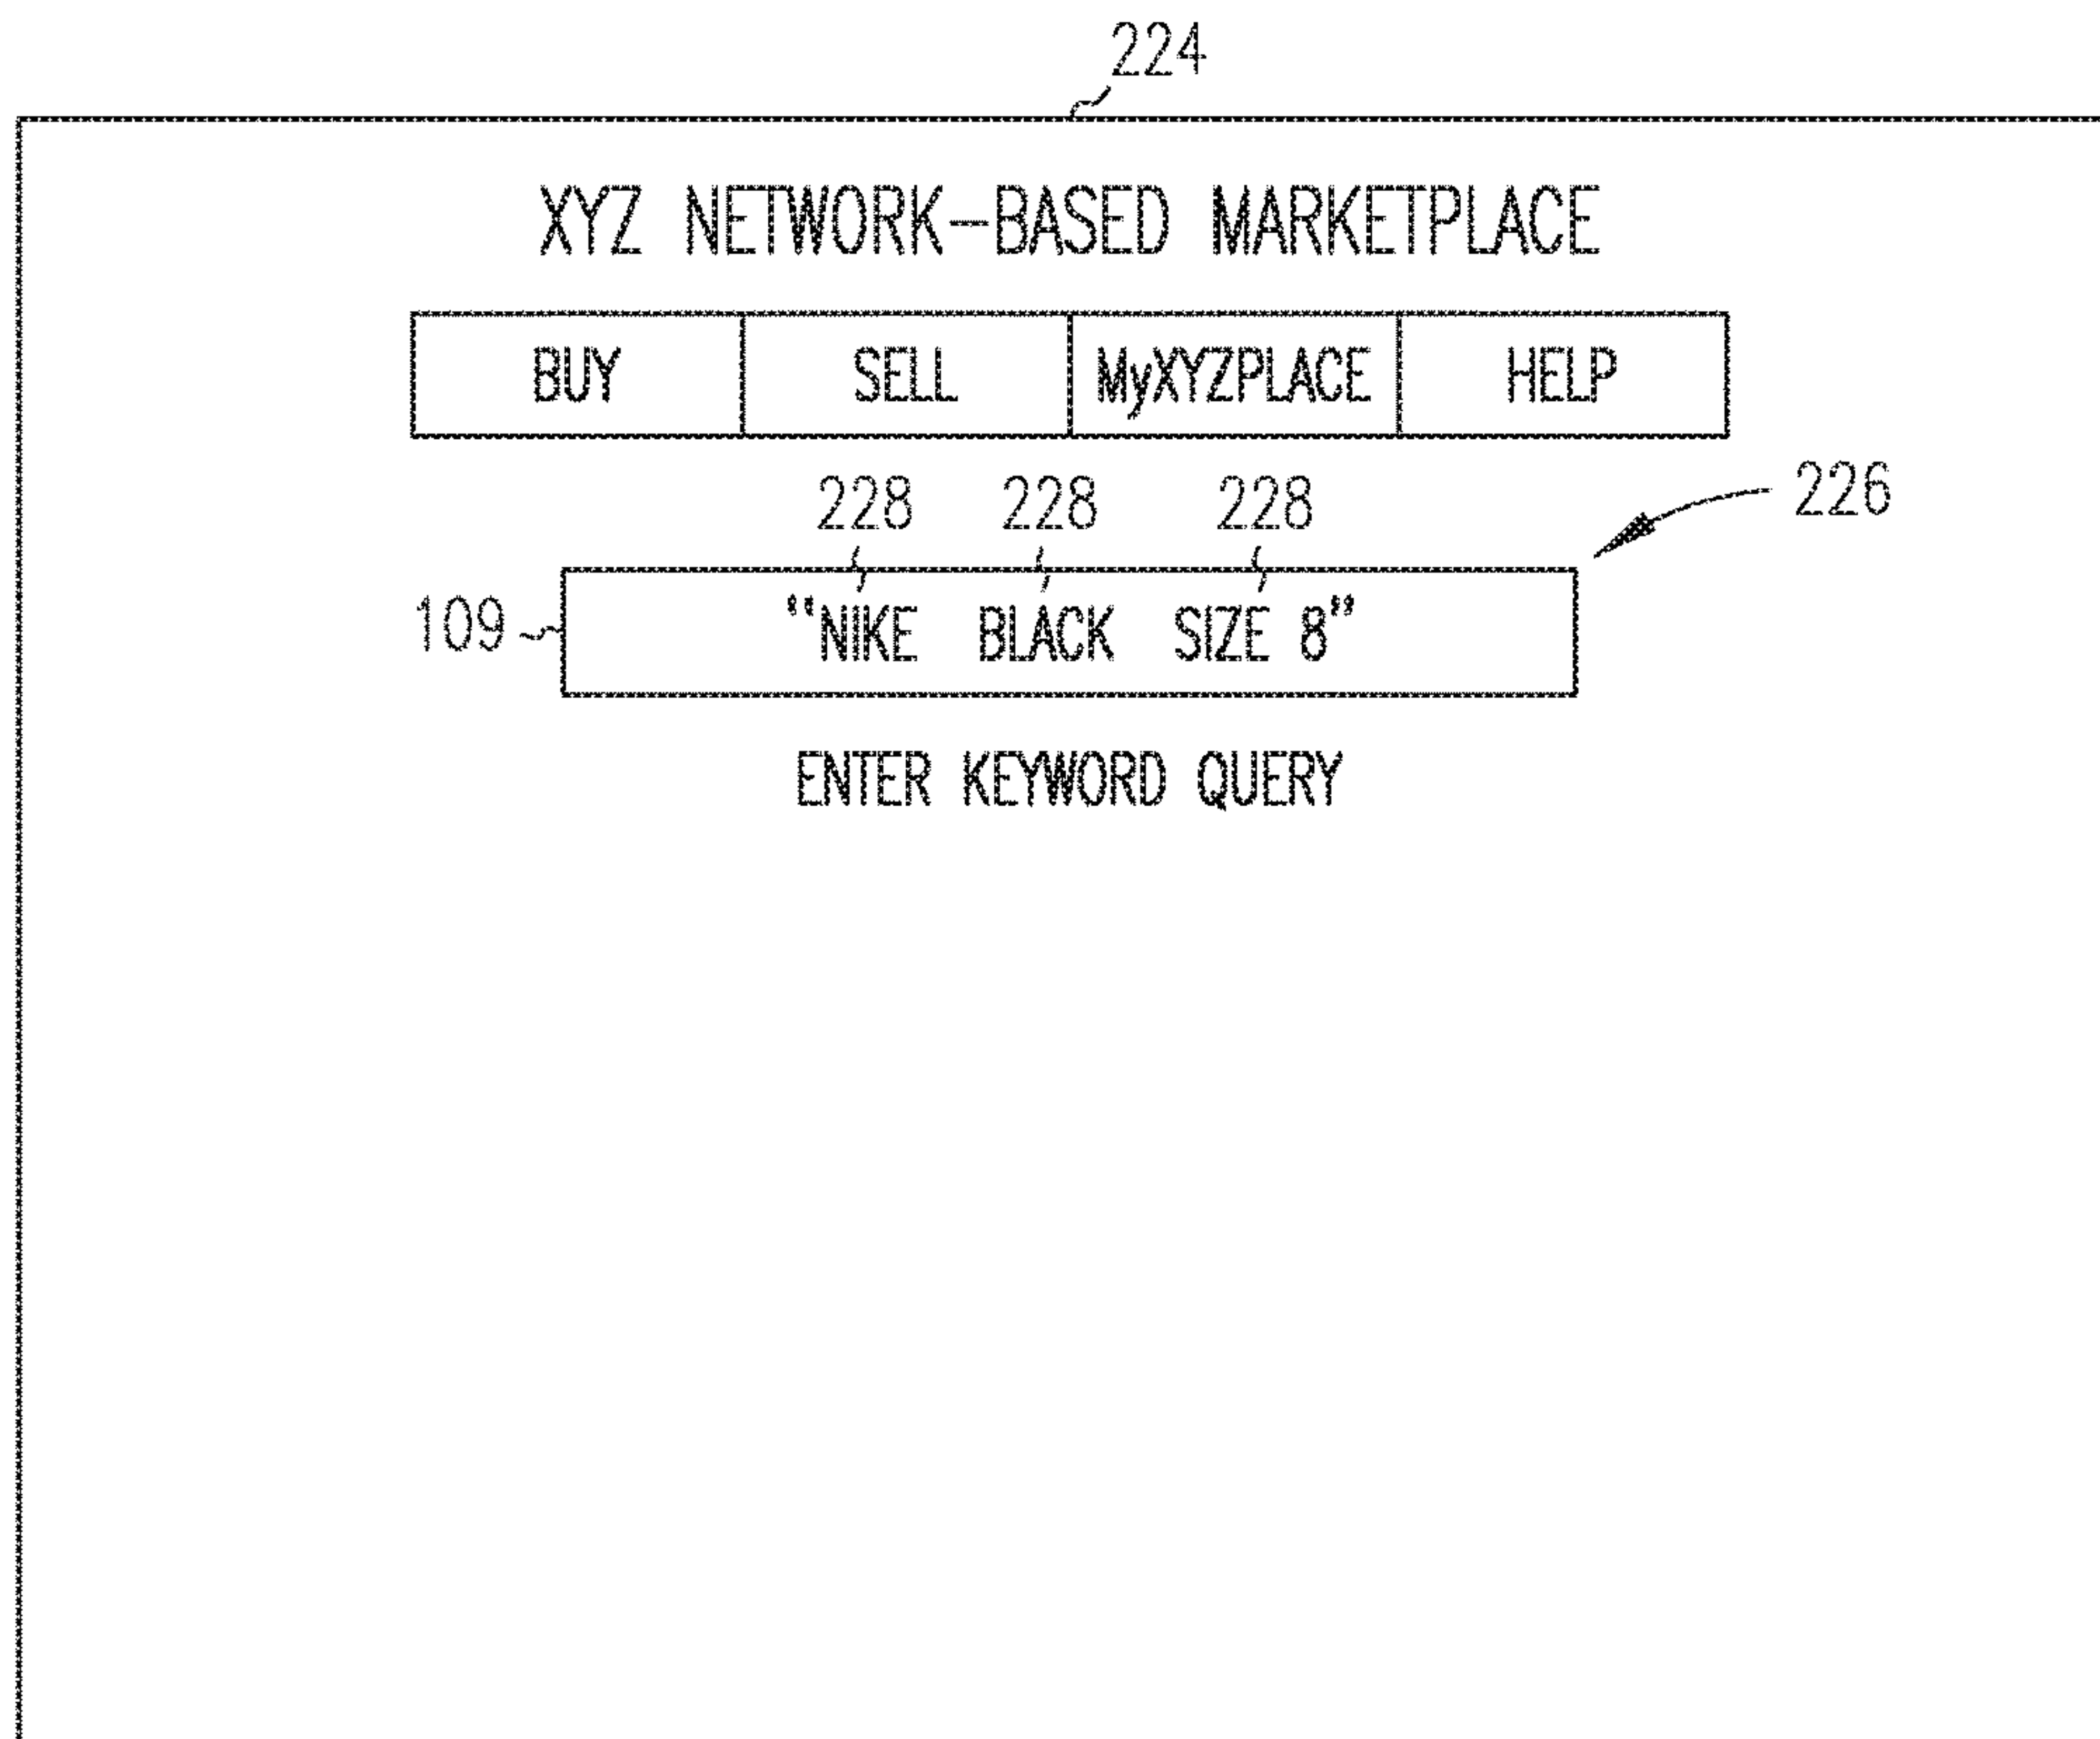 224
XYZ NETWORK-BASED MARKETPLACE
BUY SELL MyXYZPLACE HELP
228 228 228 226
109 "NIKE BLACK SIZE 8"
ENTER KEYWORD QUERY